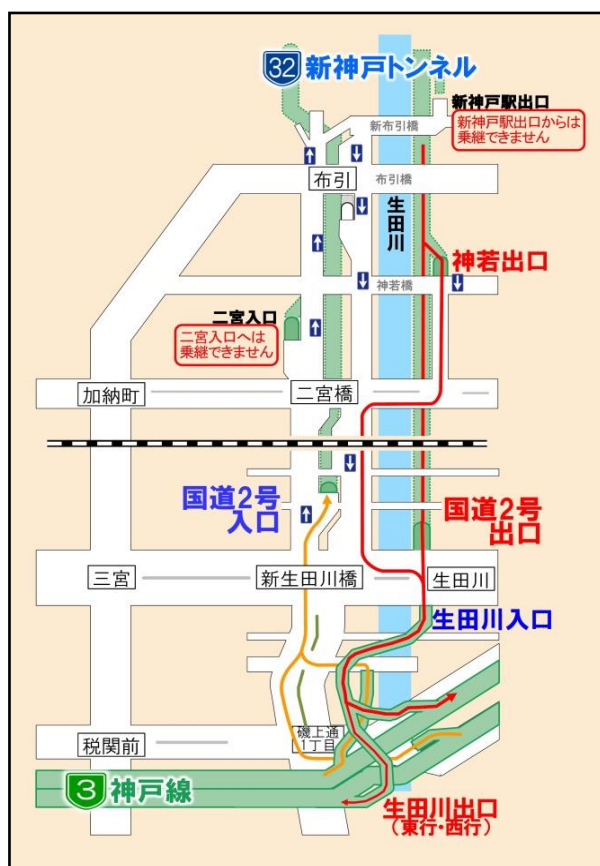 32 新神戸トンネル
新神戸駅出口
新神戸駅出口からは
乗継できません
新布引橋
布引
布引橋
生田川
神若出口
神若橋
二宮入口
二宮入口へは
乗継できません
加納町
二宮橋
国道2号
入口
国道2号
出口
三宮
新生田川橋
生田川
生田川入口
税関前
磯上通
1丁目
3 神戸線
生田川出口
(東行・西行)